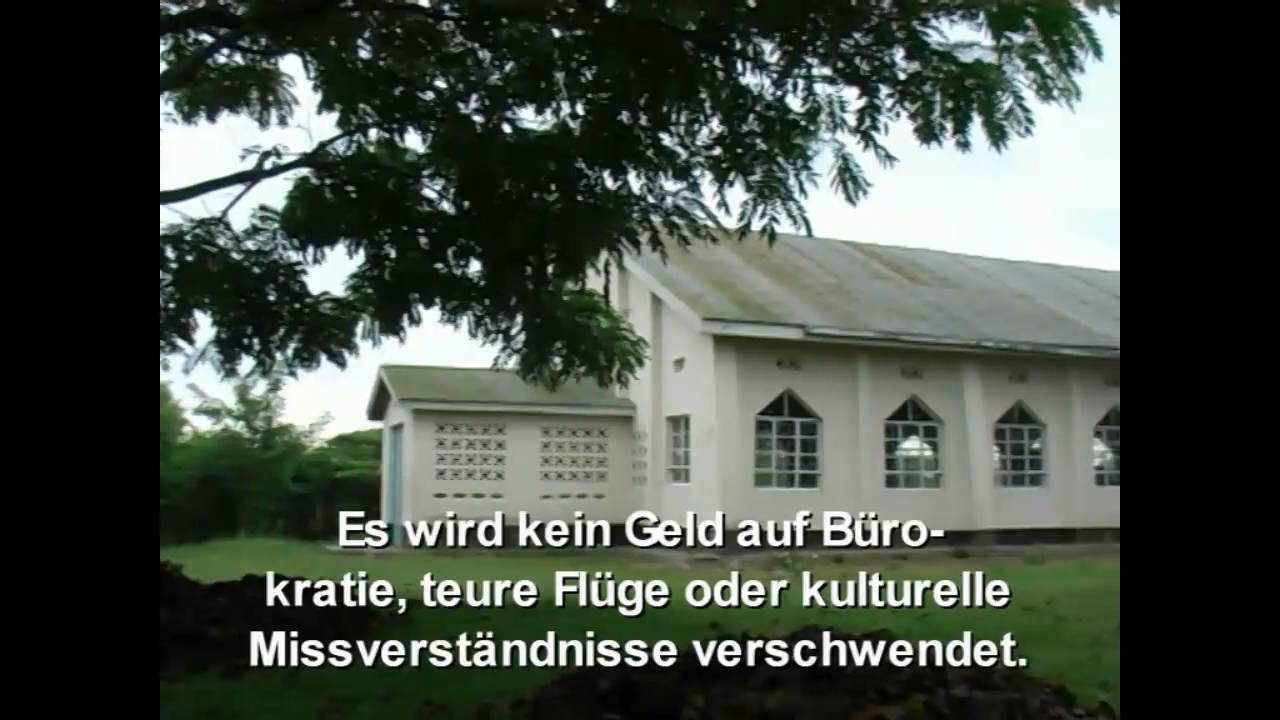 Es wird kein Geld auf Büro-
kratie, teure Flüge oder kulturelle
Missverständnisse verschwendet.